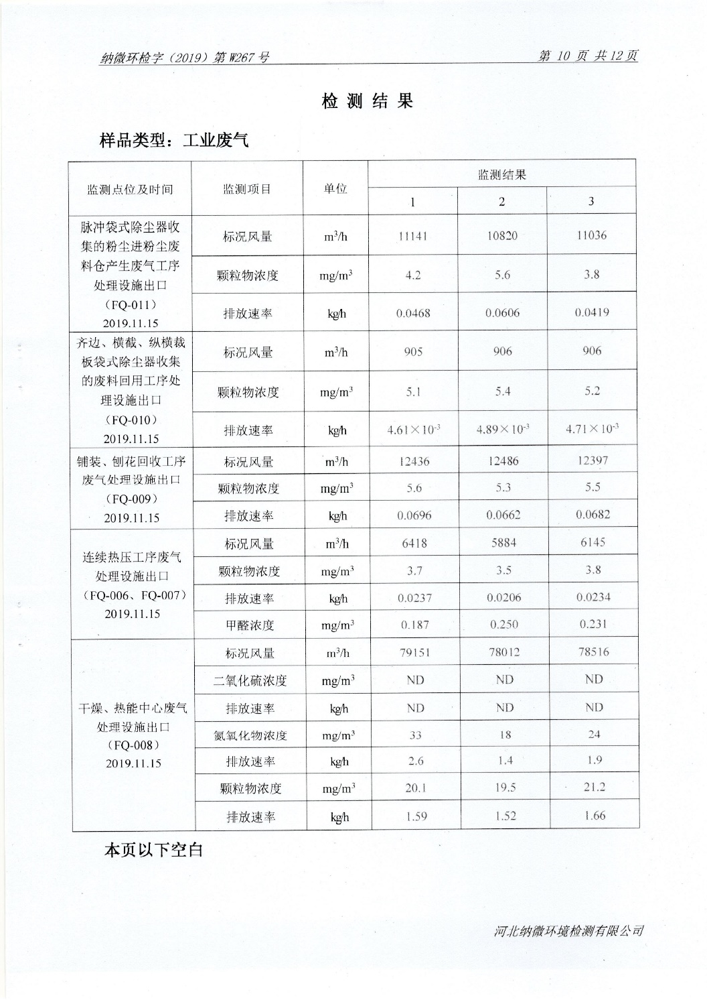 纳微环检字（2019）第 W267 号
第 10 页 共 12 页
检 测 结 果
样品类型：工业废气
监测点位及时间 监测项目 单位 监测结果
1 2 3
脉冲袋式除尘器收
集的粉尘进粉尘废
料仓产生废气工序
处理设施出口
（FQ-011）
2019.11.15
标况风量 m³/h 11141 10820 11036
颗粒物浓度 mg/m³ 4.2 5.6 3.8
排放速率 kg/h 0.0468 0.0606 0.0419
齐边、横截、纵横裁
板袋式除尘器收集
的废料回用工序处
理设施出口
（FQ-010）
2019.11.15
标况风量 m³/h 905 906 906
颗粒物浓度 mg/m³ 5.1 5.4 5.2
排放速率 kg/h 4.61×10⁻³ 4.89×10⁻³ 4.71×10⁻³
铺装、刨花回收工序
废气处理设施出口
（FQ-009）
2019.11.15
标况风量 m³/h 12436 12486 12397
颗粒物浓度 mg/m³ 5.6 5.3 5.5
排放速率 kg/h 0.0696 0.0662 0.0682
连续热压工序废气
处理设施出口
（FQ-006、FQ-007）
2019.11.15
标况风量 m³/h 6418 5884 6145
颗粒物浓度 mg/m³ 3.7 3.5 3.8
排放速率 kg/h 0.0237 0.0206 0.0234
甲醛浓度 mg/m³ 0.187 0.250 0.231
干燥、热能中心废气
处理设施出口
（FQ-008）
2019.11.15
标况风量 m³/h 79151 78012 78516
二氧化硫浓度 mg/m³ ND ND ND
排放速率 kg/h ND ND ND
氮氧化物浓度 mg/m³ 33 18 24
排放速率 kg/h 2.6 1.4 1.9
颗粒物浓度 mg/m³ 20.1 19.5 21.2
排放速率 kg/h 1.59 1.52 1.66
本页以下空白
河北纳微环境检测有限公司